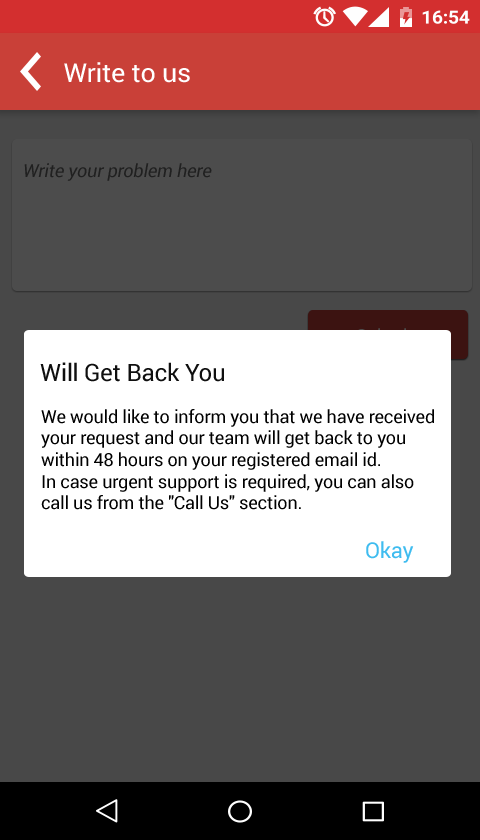 16:54
Write to us
Write your problem here
Will Get Back You
We would like to inform you that we have received
your request and our team will get back to you
within 48 hours on your registered email id.
In case urgent support is required, you can also
call us from the "Call Us" section.
Okay